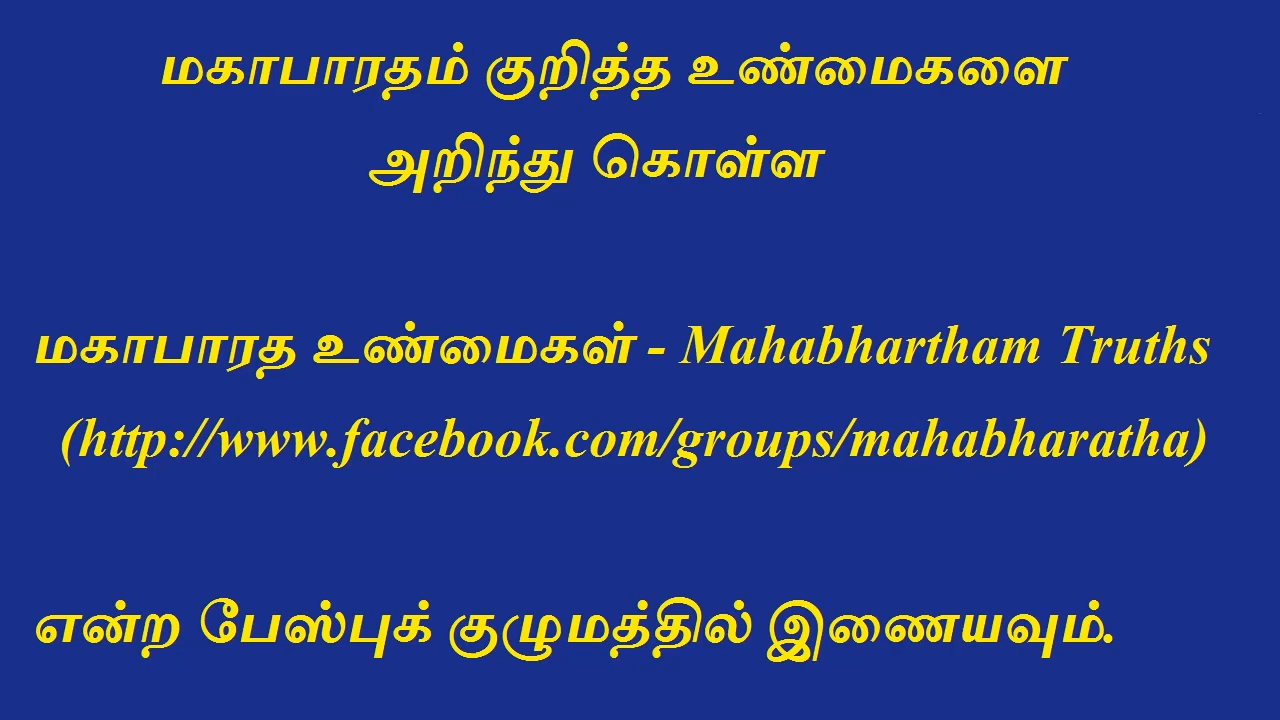 மகாபாரதம் குறித்த உண்மைகளை
அறிந்து கொள்ள
மகாபாரத உண்மைகள் - Mahabhartham Truths
(http://www.facebook.com/groups/mahabharatha)
என்ற பேஸ்புக் குழுமத்தில் இணையவும்.